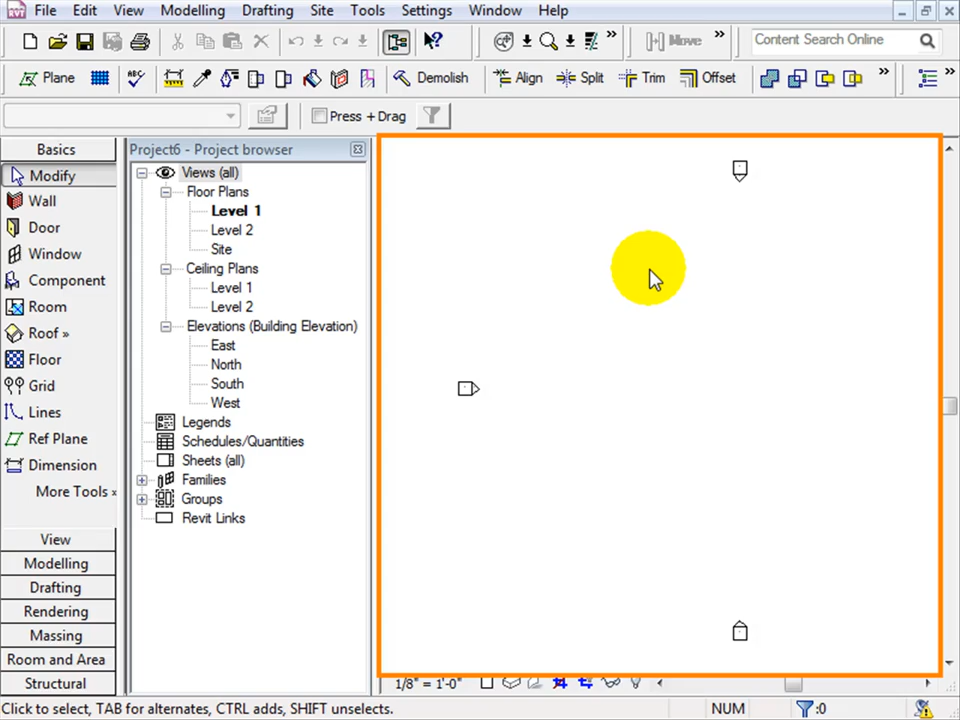 File Edit View Modelling Drafting Site Tools Settings Window Help
Move Content Search Online
Plane Demolish Align Split Trim Offset
Press + Drag
Basics
Modify
Wall
Door
Window
Component
Room
Roof »
Floor
Grid
Lines
Ref Plane
Dimension
More Tools »
View
Modelling
Drafting
Rendering
Massing
Room and Area
Structural
Project6 - Project browser
Views (all)
Floor Plans
Level 1
Level 2
Site
Ceiling Plans
Level 1
Level 2
Elevations (Building Elevation)
East
North
South
West
Legends
Schedules/Quantities
Sheets (all)
Families
Groups
Revit Links
1/8" = 1'-0"
Click to select, TAB for alternates, CTRL adds, SHIFT unselects. NUM :0